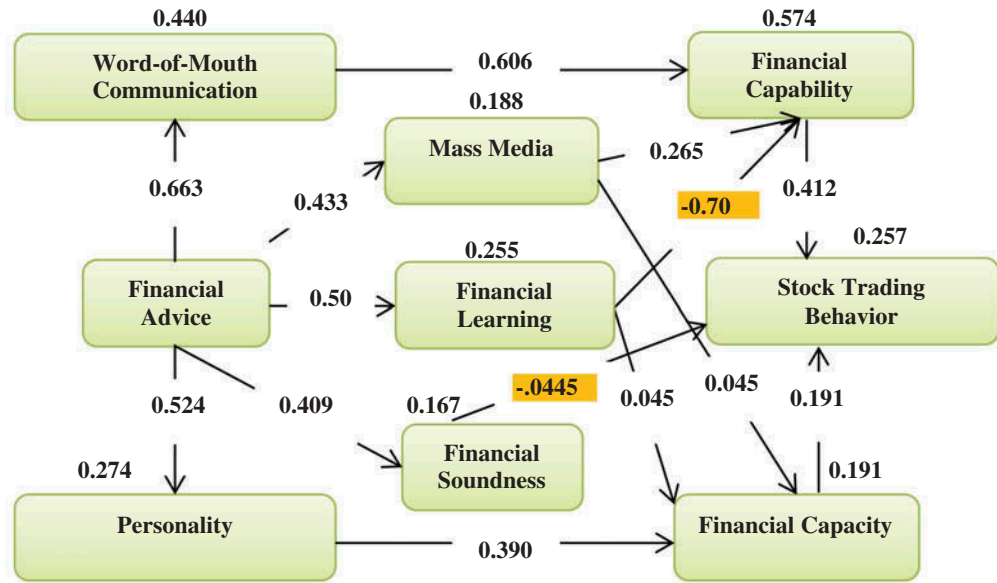 0.440
0.574
Word-of-Mouth
Communication
0.606
Financial
Capability
0.188
Mass Media
0.265
0.663
0.433
-0.70
0.412
0.255
0.257
Financial
Advice
0.50
Financial
Learning
Stock Trading
Behavior
-.0445
0.524
0.409
0.167
0.045
0.045
0.191
Financial
Soundness
0.274
0.191
Personality
0.390
Financial Capacity